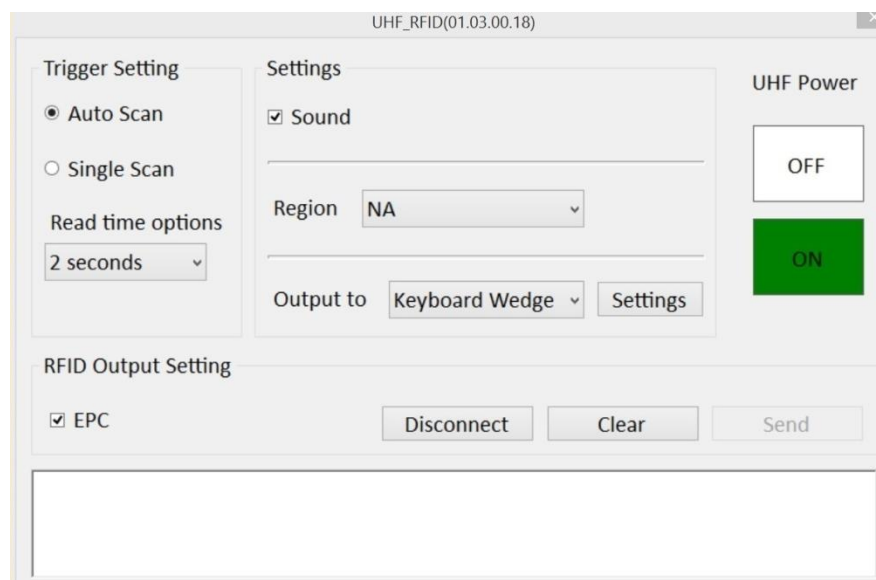 UHF_RFID(01.03.00.18)
Trigger Setting
Auto Scan
Single Scan
Read time options
2 seconds
Settings
Sound
Region NA
Output to Keyboard Wedge Settings
UHF Power
OFF
ON
RFID Output Setting
EPC Disconnect Clear Send